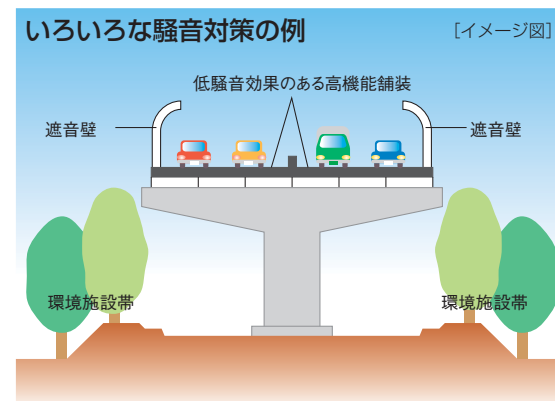 いろいろな騒音対策の例
［イメージ図］
低騒音効果のある高機能舗装
遮音壁
遮音壁
環境施設帯
環境施設帯